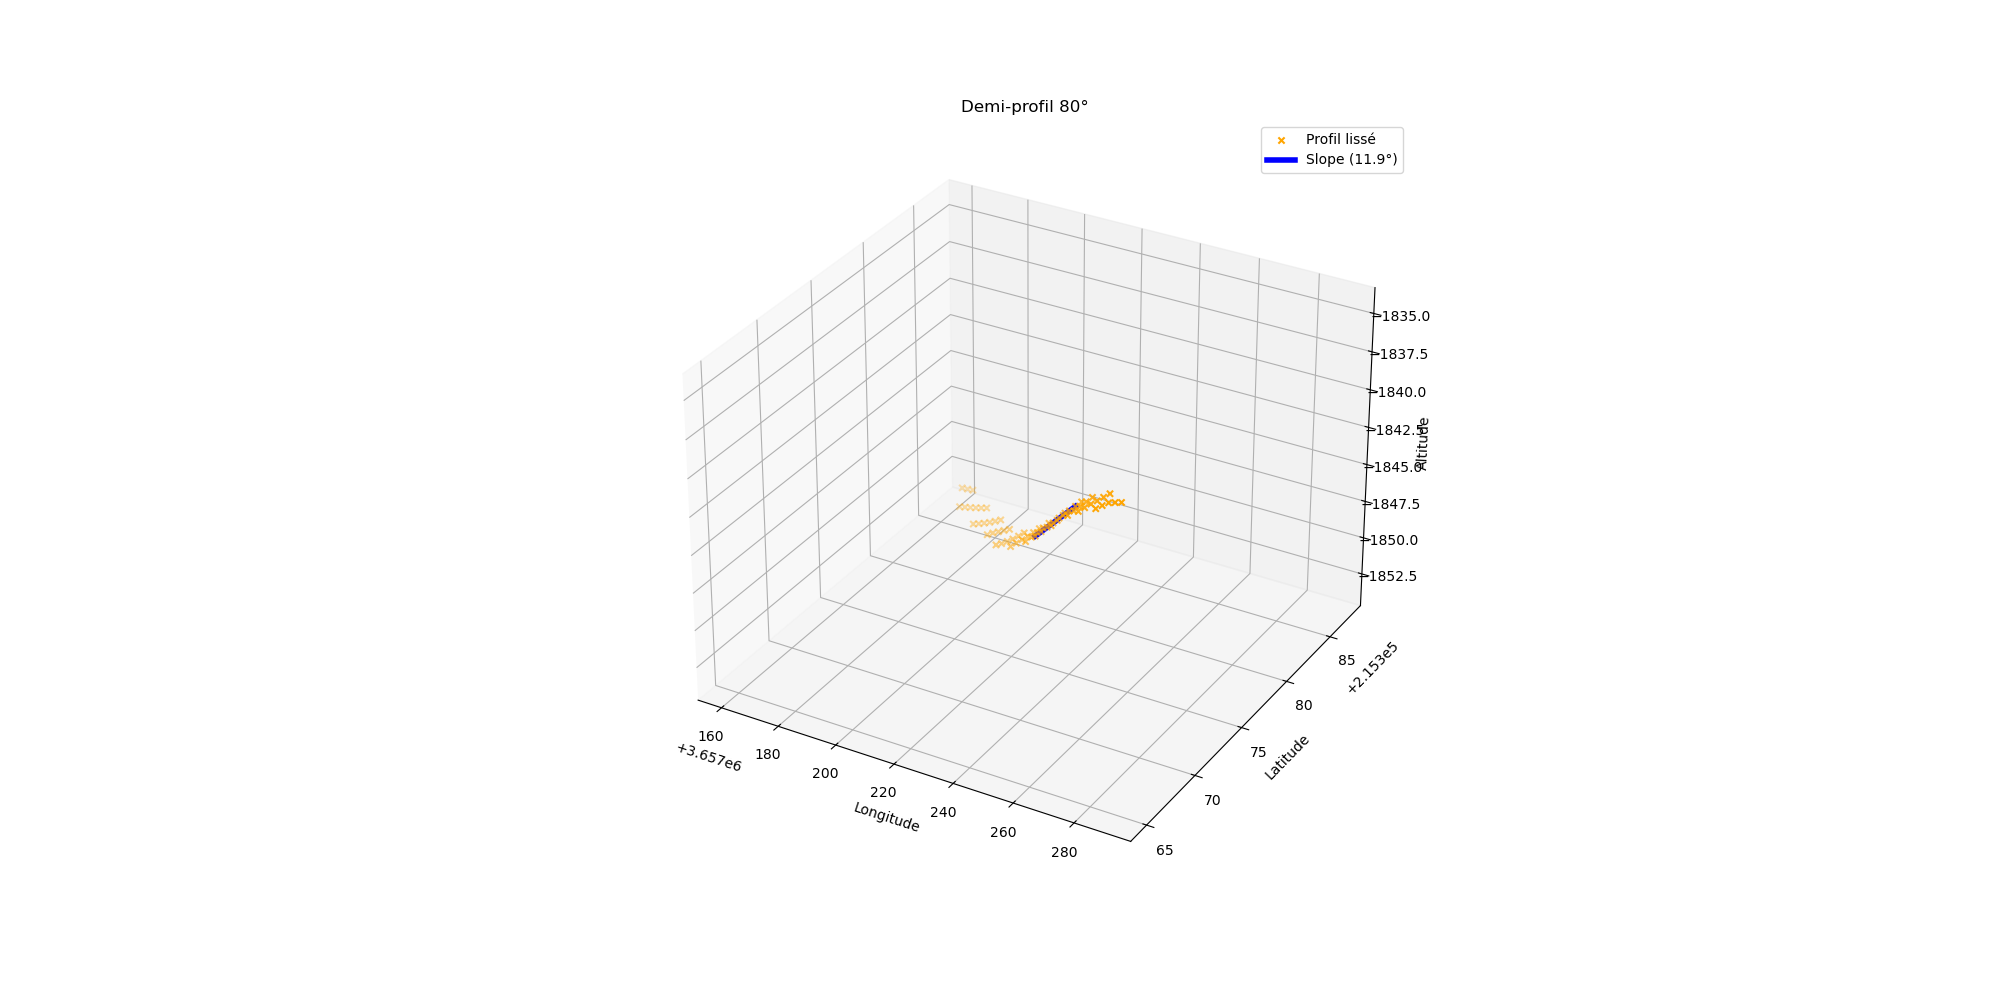 Demi-profil 80°
Profil lissé
Slope (11.9°)
−1835.0
−1837.5
−1840.0
−1842.5
−1845.0
−1847.5
−1850.0
−1852.5
Altitude
85
80
75
70
65
+2.153e5
Latitude
160
180
200
220
240
260
280
+3.657e6
Longitude